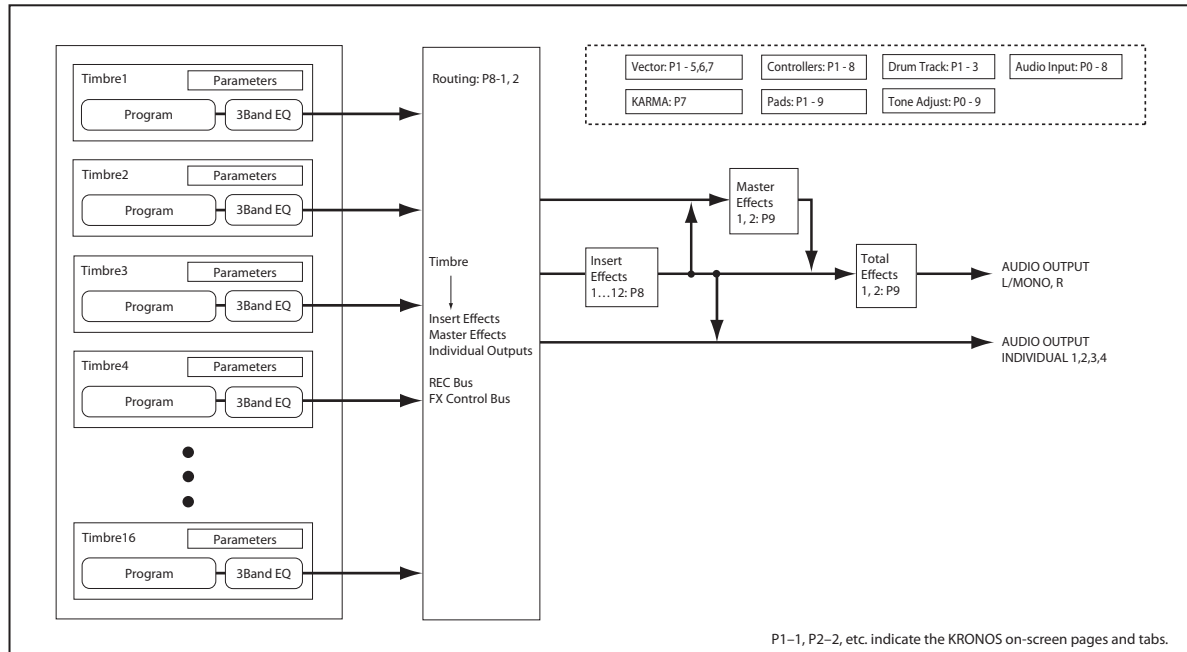 Timbre1
Parameters
Program
3Band EQ
Timbre2
Parameters
Program
3Band EQ
Timbre3
Parameters
Program
3Band EQ
Timbre4
Parameters
Program
3Band EQ
Timbre16
Parameters
Program
3Band EQ
Routing: P8-1, 2
Timbre
Insert Effects
Master Effects
Individual Outputs
REC Bus
FX Control Bus
Vector: P1 - 5,6,7
Controllers: P1 - 8
Drum Track: P1 - 3
Audio Input: P0 - 8
KARMA: P7
Pads: P1 - 9
Tone Adjust: P0 - 9
Master
Effects
1, 2: P9
Insert
Effects
1…12: P8
Total
Effects
1, 2: P9
AUDIO OUTPUT
L/MONO, R
AUDIO OUTPUT
INDIVIDUAL 1,2,3,4
P1–1, P2–2, etc. indicate the KRONOS on-screen pages and tabs.